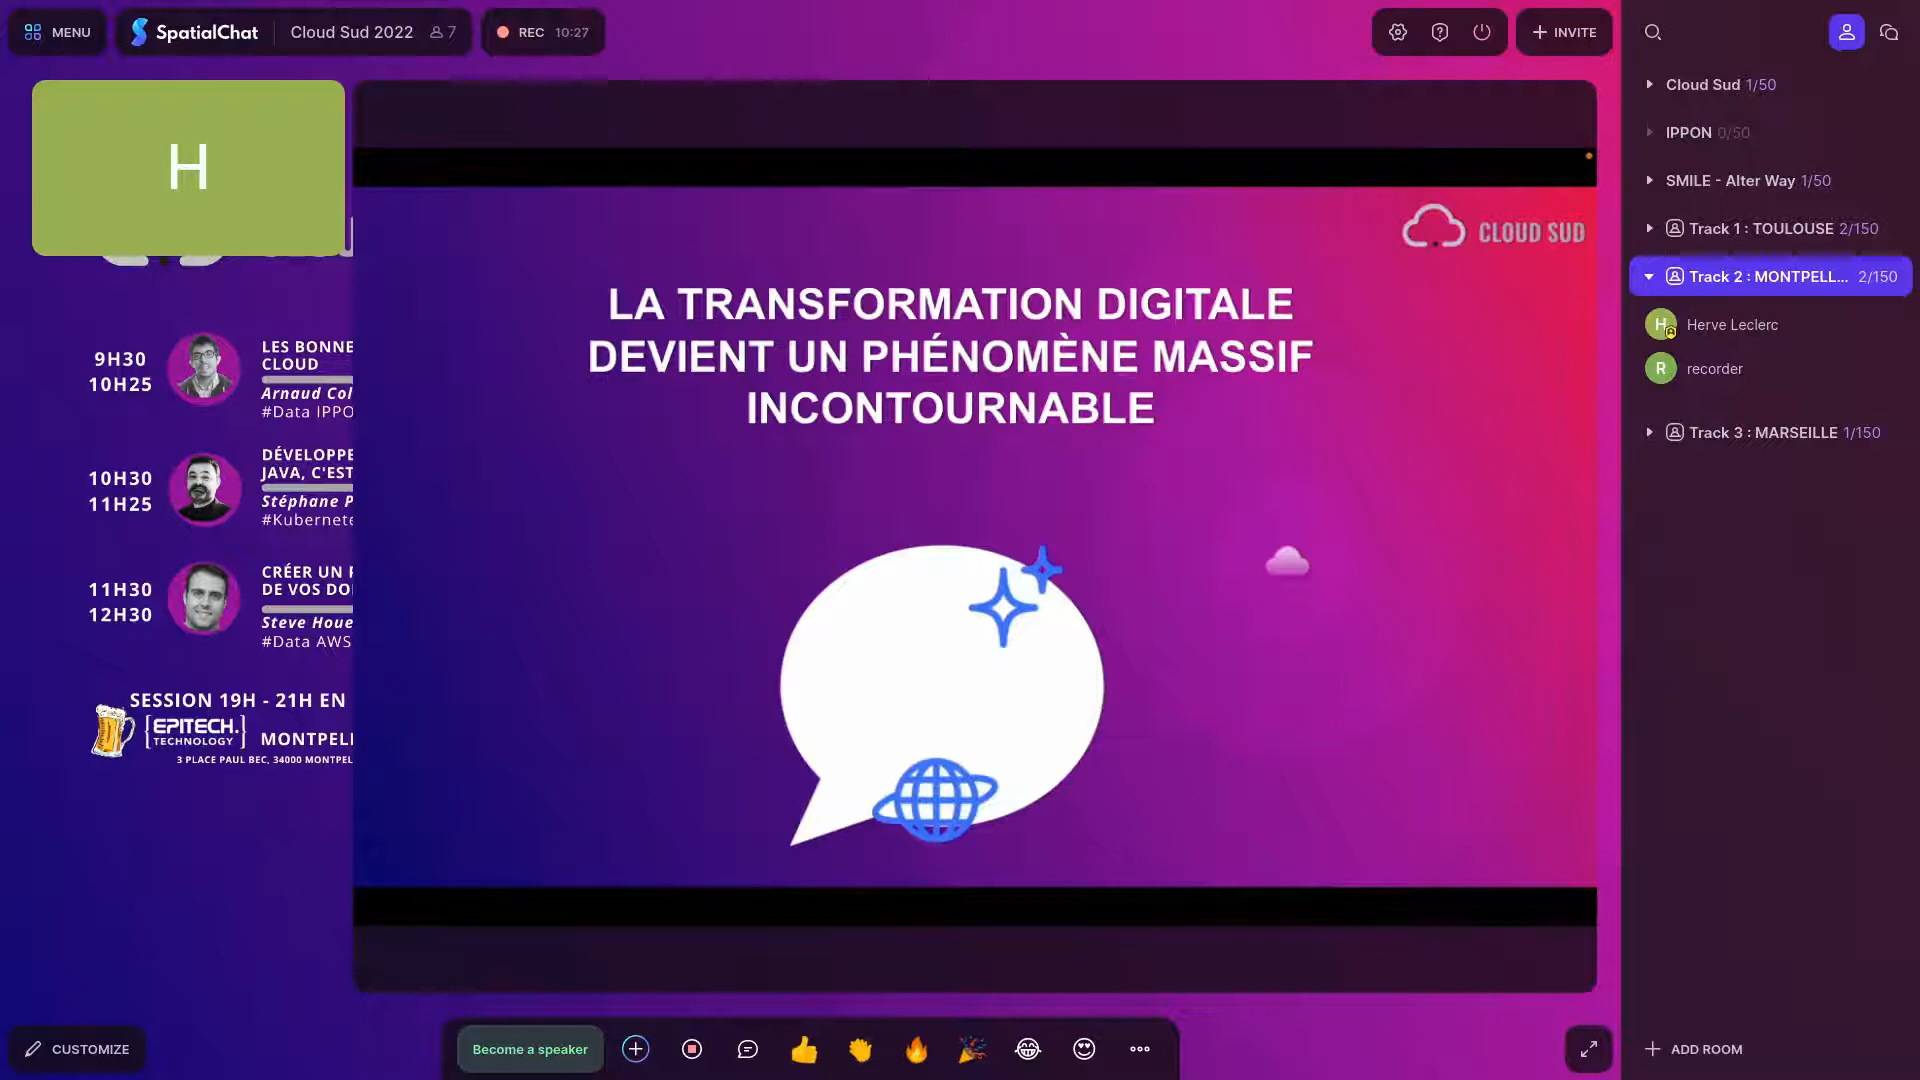 MENU
SpatialChat
Cloud Sud 2022
7
REC 10:27
INVITE
H
CLOUD SUD
LA TRANSFORMATION DIGITALE
DEVIENT UN PHÉNOMÈNE MASSIF
INCONTOURNABLE
9H30
10H25
LES BONNE
CLOUD
Arnaud Col
#Data IPPO
10H30
11H25
DÉVELOPPE
JAVA, C'EST
Stéphane P
#Kubernete
11H30
12H30
CRÉER UN
DE VOS DO
Steve Houe
#Data AWS
SESSION 19H - 21H EN
[EPITECH.]
TECHNOLOGY
MONTPEL
3 PLACE PAUL BEC, 34000 MONTPEL
Cloud Sud 1/50
IPPON 0/50
SMILE - Alter Way 1/50
Track 1 : TOULOUSE 2/150
Track 2 : MONTPELL... 2/150
H Herve Leclerc
R recorder
Track 3 : MARSEILLE 1/150
CUSTOMIZE
Become a speaker
ADD ROOM